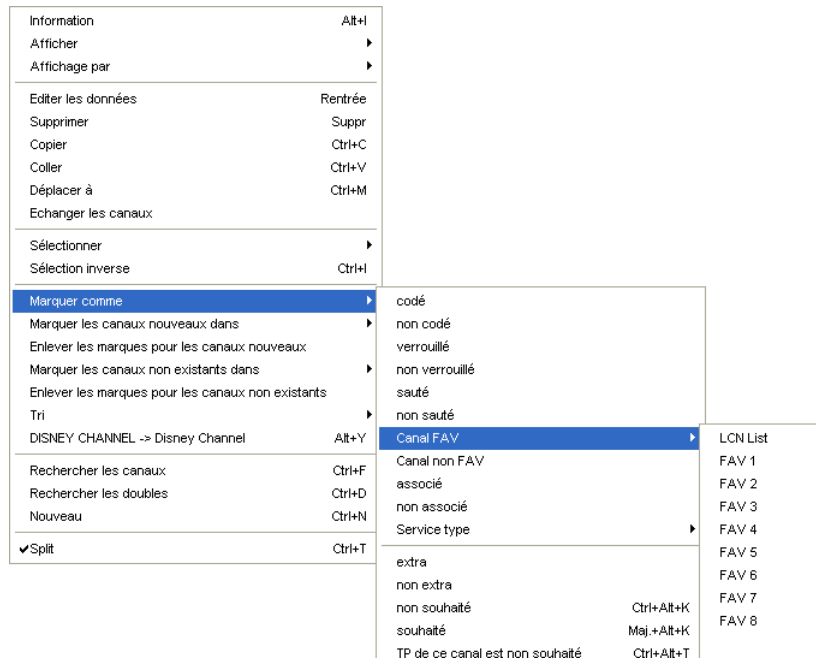 Information Alt+I
Afficher
Affichage par
Editer les données Rentrée
Supprimer Suppr
Copier Ctrl+C
Coller Ctrl+V
Déplacer à Ctrl+M
Echanger les canaux
Sélectionner
Sélection inverse Ctrl+I
Marquer comme
Marquer les canaux nouveaux dans
Enlever les marques pour les canaux nouveaux
Marquer les canaux non existants dans
Enlever les marques pour les canaux non existants
Tri
DISNEY CHANNEL -> Disney Channel Alt+Y
Rechercher les canaux Ctrl+F
Rechercher les doubles Ctrl+D
Nouveau Ctrl+N
Split Ctrl+T
codé
non codé
verrouillé
non verrouillé
sauté
non sauté
Canal FAV
Canal non FAV
associé
non associé
Service type
extra
non extra
non souhaité Ctrl+Alt+K
souhaité Maj.+Alt+K
TP de ce canal est non souhaité Ctrl+Alt+T
LCN List
FAV 1
FAV 2
FAV 3
FAV 4
FAV 5
FAV 6
FAV 7
FAV 8